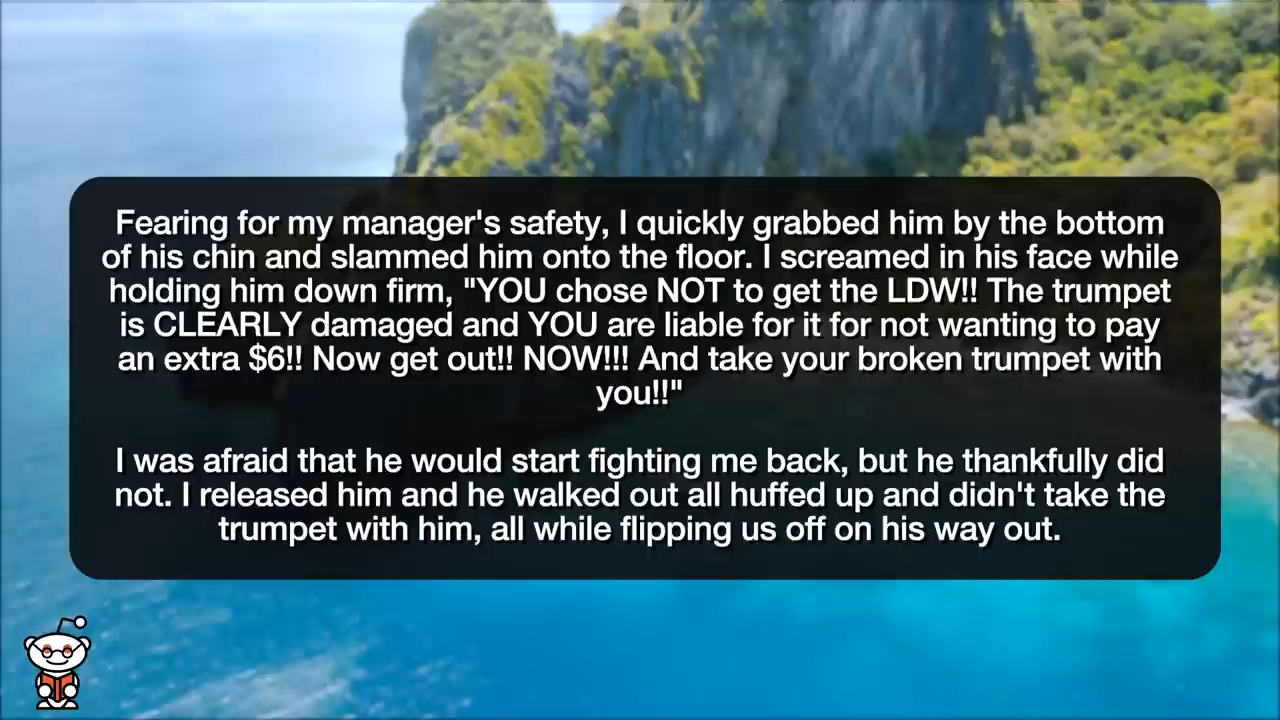 Fearing for my manager's safety, I quickly grabbed him by the bottom
of his chin and slammed him onto the floor. I screamed in his face while
holding him down firm, "YOU chose NOT to get the LDW!! The trumpet
is CLEARLY damaged and YOU are liable for it for not wanting to pay
an extra $6!! Now get out!! NOW!!! And take your broken trumpet with
you!!"
I was afraid that he would start fighting me back, but he thankfully did
not. I released him and he walked out all huffed up and didn't take the
trumpet with him, all while flipping us off on his way out.